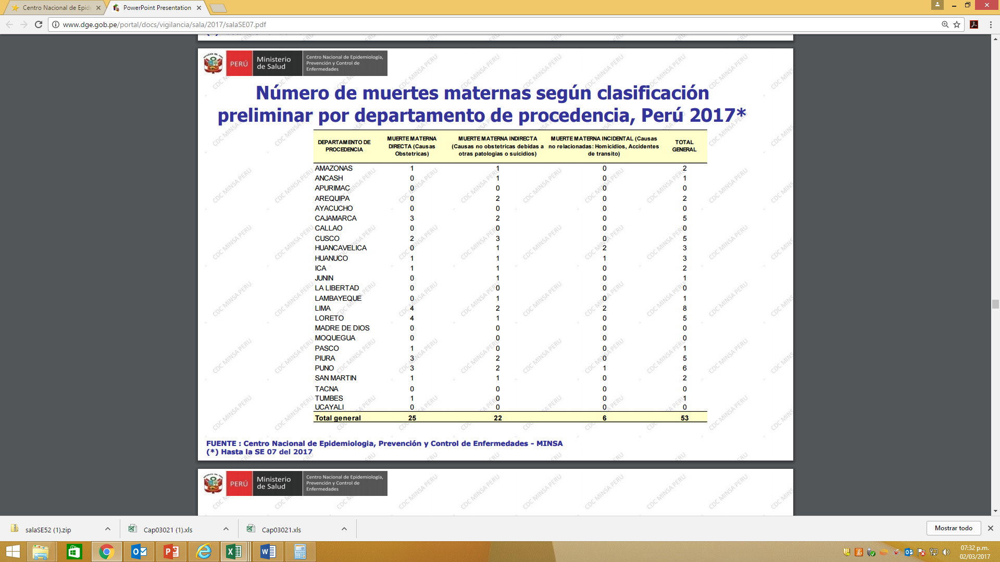 Centro Nacional de Epid
PowerPoint Presentation
www.dge.gob.pe/portal/docs/vigilancia/sala/2017/salaSE07.pdf
PERÚ
Ministerio de Salud
Centro Nacional de Epidemiología, Prevención y Control de Enfermedades
Número de muertes maternas según clasificación
preliminar por departamento de procedencia, Perú 2017*
DEPARTAMENTO DE PROCEDENCIA
MUERTE MATERNA DIRECTA (Causas Obstetricas)
MUERTE MATERNA INDIRECTA (Causas no obstetricas debidas a otras patologias o suicidios)
MUERTE MATERNA INCIDENTAL (Causas no relacionadas: Homicidios, Accidentes de transito)
TOTAL GENERAL
AMAZONAS 1 1 0 2
ANCASH 0 1 0 1
APURIMAC 0 0 0 0
AREQUIPA 0 2 0 2
AYACUCHO 0 0 0 0
CAJAMARCA 3 2 0 5
CALLAO 0 0 0 0
CUSCO 2 3 0 5
HUANCAVELICA 0 1 2 3
HUANUCO 1 1 1 3
ICA 1 1 0 2
JUNIN 0 1 0 1
LA LIBERTAD 0 0 0 0
LAMBAYEQUE 0 1 0 1
LIMA 4 2 2 8
LORETO 4 1 0 5
MADRE DE DIOS 0 0 0 0
MOQUEGUA 0 0 0 0
PASCO 1 0 0 1
PIURA 3 2 0 5
PUNO 3 2 1 6
SAN MARTIN 1 1 0 2
TACNA 0 0 0 0
TUMBES 1 0 0 1
UCAYALI 0 0 0 0
Total general 25 22 6 53
FUENTE : Centro Nacional de Epidemiologia, Prevención y Control de Enfermedades - MINSA
(*) Hasta la SE 07 del 2017
CDC MINSA PERU
PERÚ
Ministerio de Salud
Centro Nacional de Epidemiología, Prevención y Control de Enfermedades
salaSE52 (1).zip
Cap03021 (1).xls
Cap03021.xls
Mostrar todo
07:32 p.m.
02/03/2017